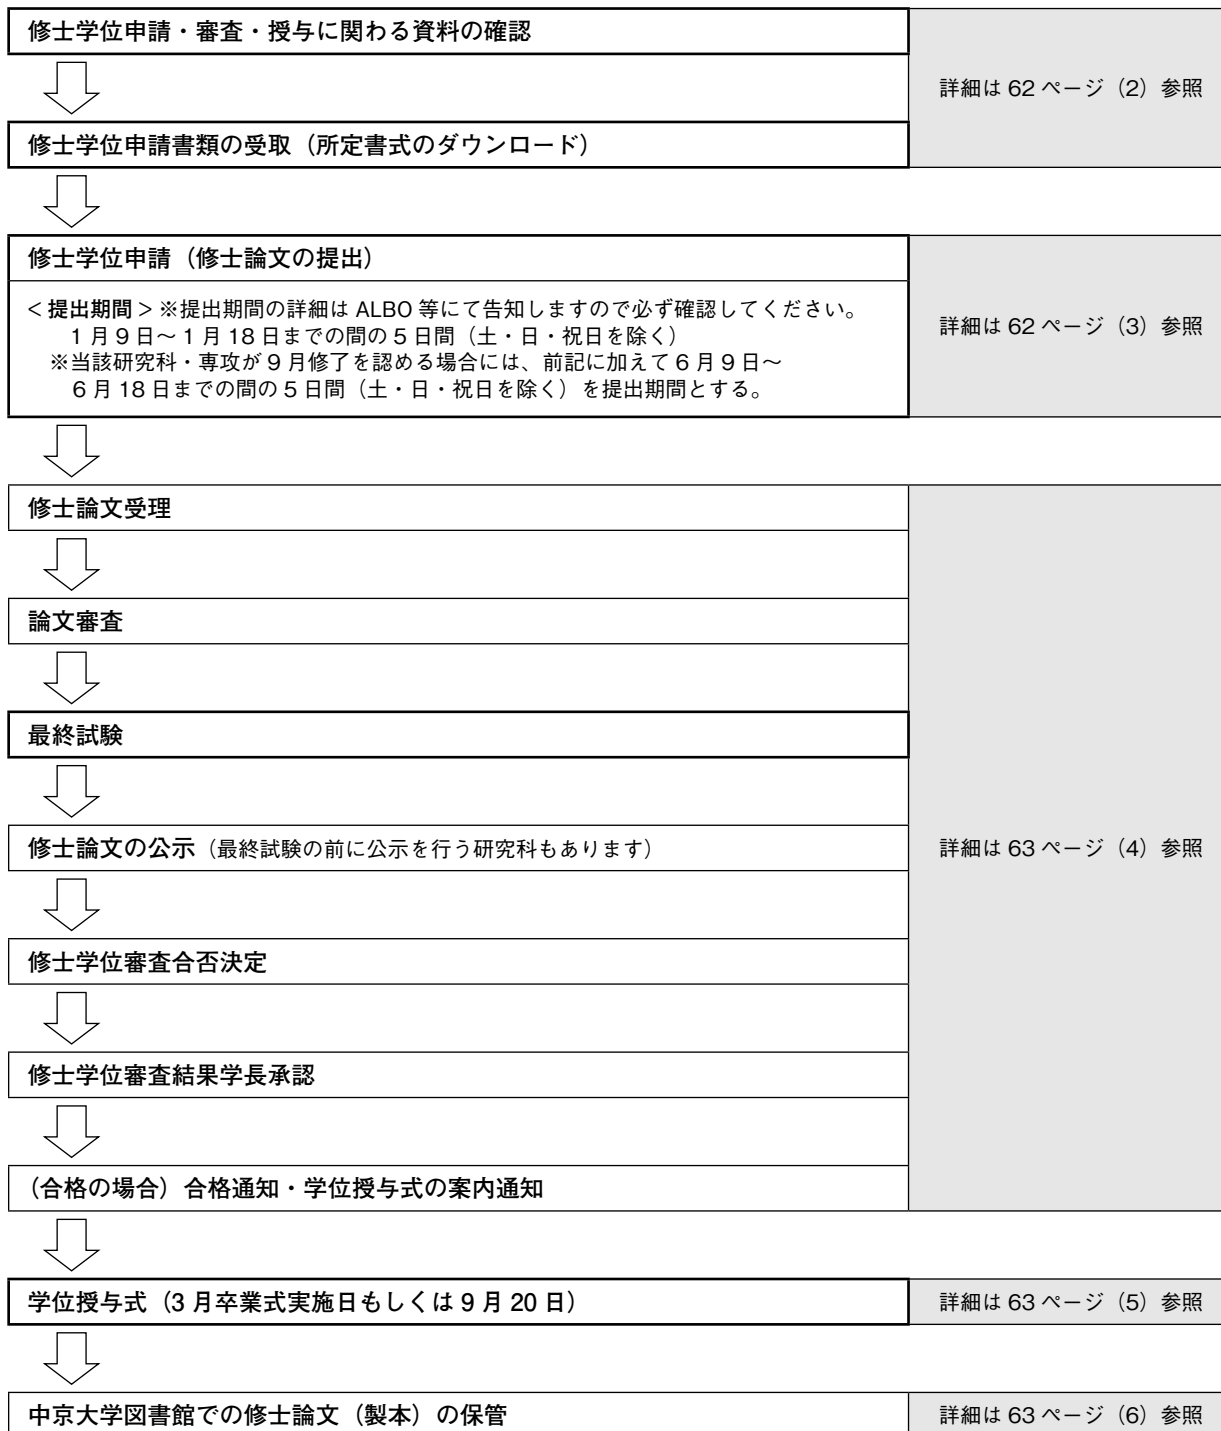 修士学位申請・審査・授与に関わる資料の確認
詳細は 62 ページ（2）参照
修士学位申請書類の受取（所定書式のダウンロード）
修士学位申請（修士論文の提出）
< 提出期間 > ※提出期間の詳細は ALBO 等にて告知しますので必ず確認してください。
1 月 9 日～ 1 月 18 日までの間の 5 日間（土・日・祝日を除く）
※当該研究科・専攻が 9 月修了を認める場合には、前記に加えて 6 月 9 日～
6 月 18 日までの間の 5 日間（土・日・祝日を除く）を提出期間とする。
詳細は 62 ページ（3）参照
修士論文受理
論文審査
最終試験
修士論文の公示（最終試験の前に公示を行う研究科もあります）
詳細は 63 ページ（4）参照
修士学位審査合否決定
修士学位審査結果学長承認
（合格の場合）合格通知・学位授与式の案内通知
学位授与式（3 月卒業式実施日もしくは 9 月 20 日）
詳細は 63 ページ（5）参照
中京大学図書館での修士論文（製本）の保管
詳細は 63 ページ（6）参照